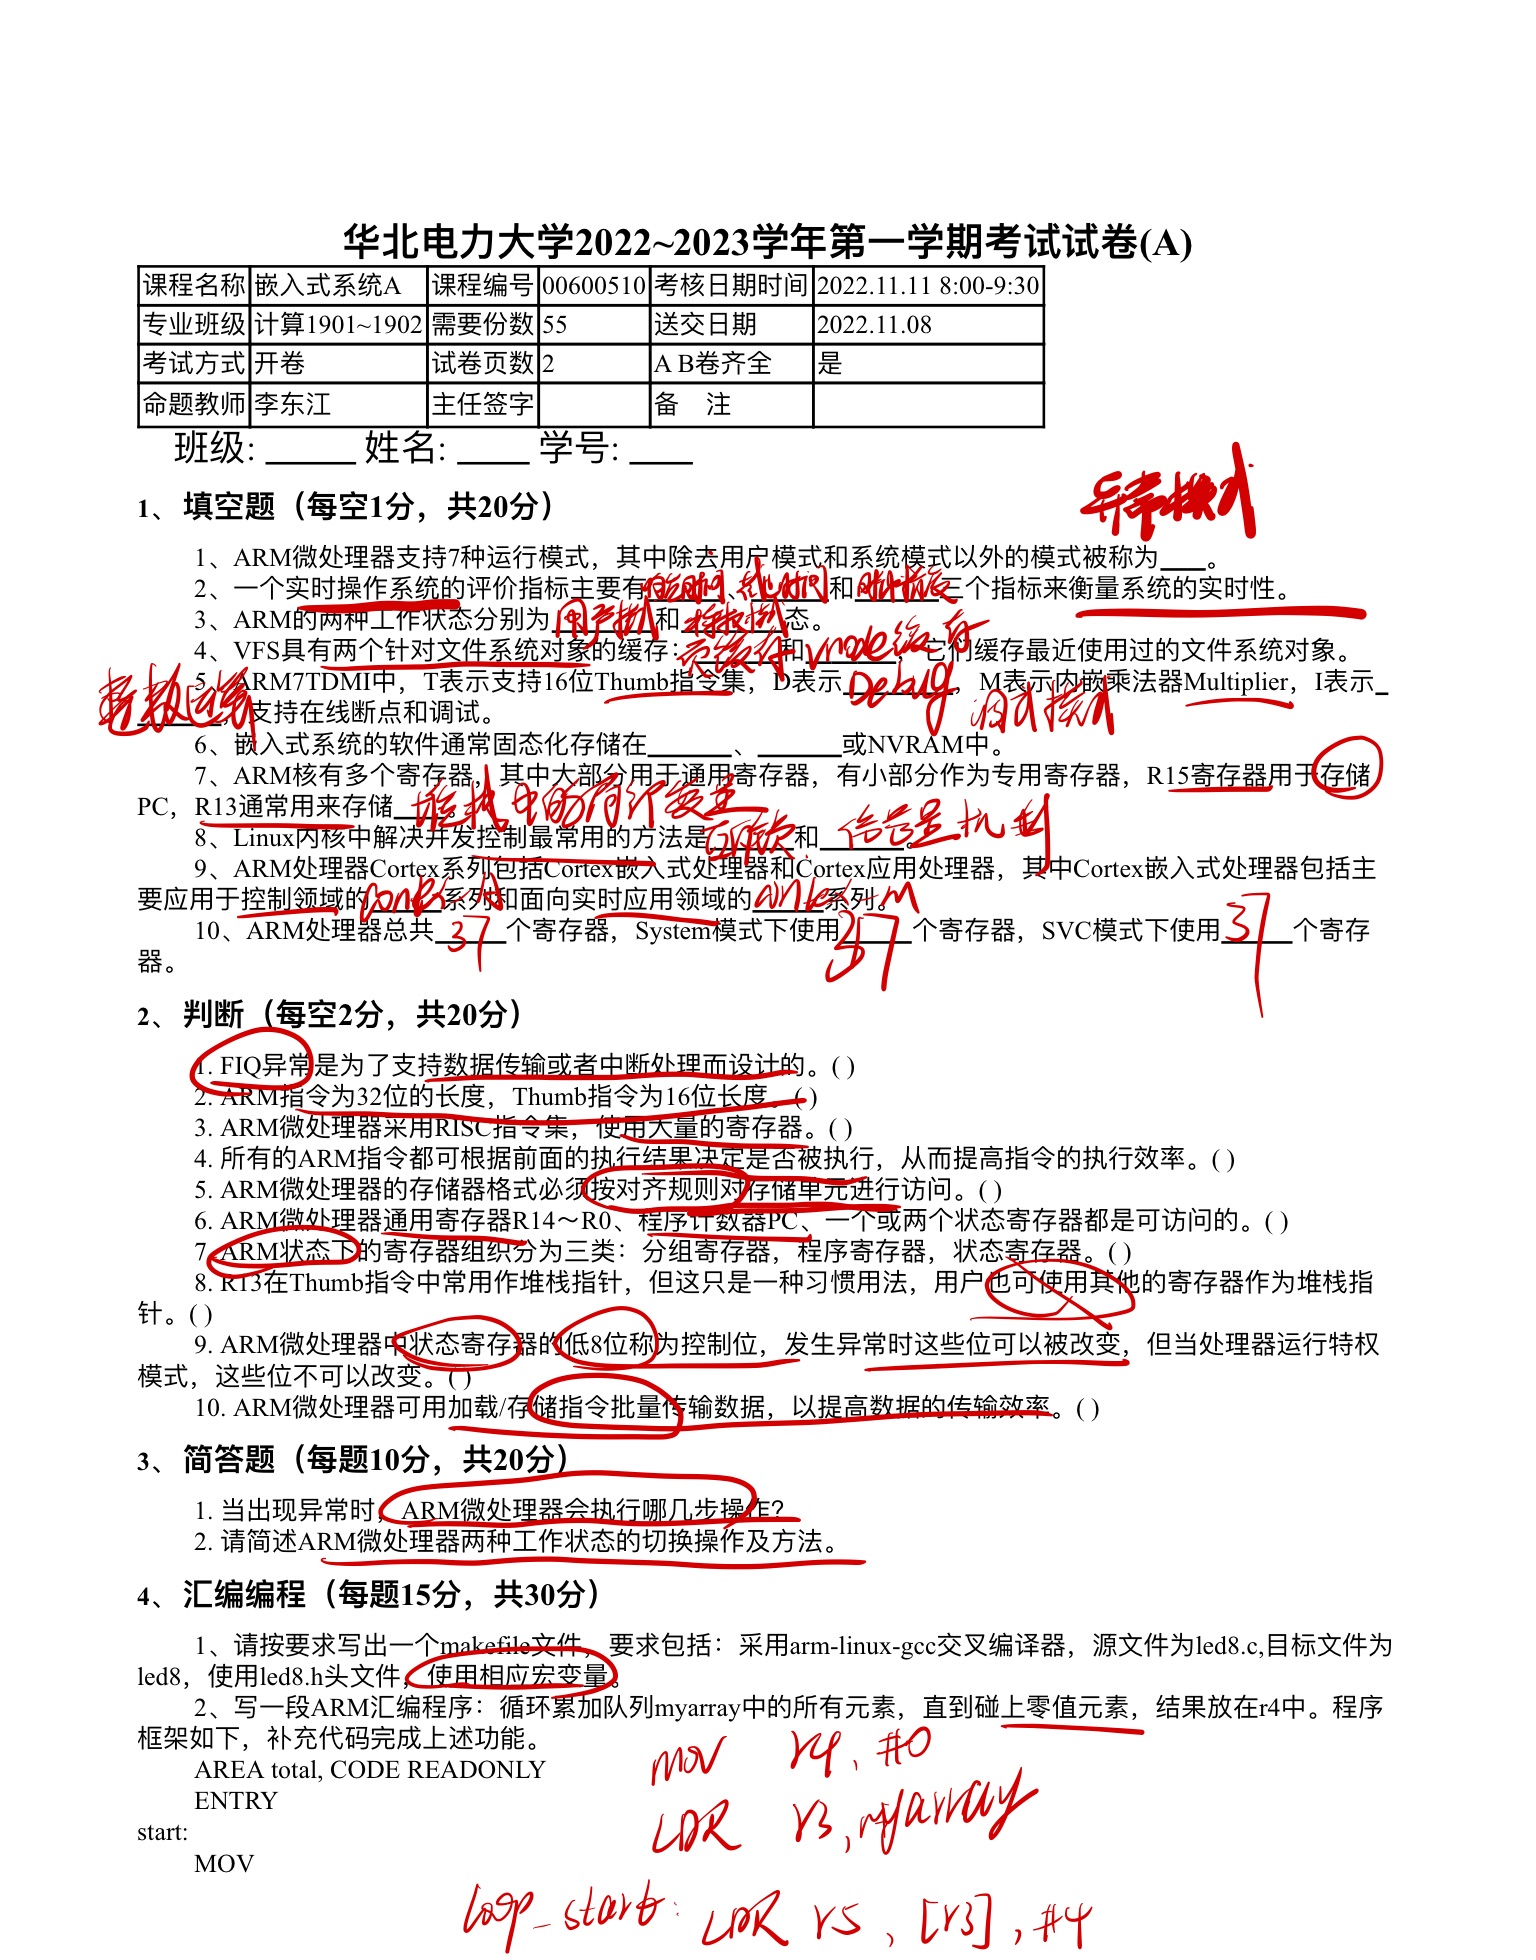 华北电力大学2022~2023学年第一学期考试试卷(A)
课程名称 嵌入式系统A 课程编号 00600510 考核日期时间 2022.11.11 8:00-9:30
专业班级 计算1901~1902 需要份数 55 送交日期 2022.11.08
考试方式 开卷 试卷页数 2 A B卷齐全 是
命题教师 李东江 主任签字 备 注
班级: _____ 姓名: ____ 学号: ____
异常模式
1、 填空题（每空1分，共20分）
1、ARM微处理器支持7种运行模式，其中除去用户模式和系统模式以外的模式被称为____。
2、一个实时操作系统的评价指标主要有 、 和 三个指标来衡量系统的实时性。
3、ARM的两种工作状态分别为 和 态。
4、VFS具有两个针对文件系统对象的缓存： 页缓存 和 vnode缓存 ，它们缓存最近使用过的文件系统对象。
5、ARM7TDMI中，T表示支持16位Thumb指令集，D表示 Debug ，M表示内嵌乘法器Multiplier，I表示_
______，支持在线断点和调试。
调式模式
6、嵌入式系统的软件通常固态化存储在______、______或NVRAM中。
7、ARM核有多个寄存器，其中大部分用于通用寄存器，有小部分作为专用寄存器，R15寄存器用于存储
PC，R13通常用来存储____。
8、Linux内核中解决并发控制最常用的方法是 和 信号量机制 。
9、ARM处理器Cortex系列包括Cortex嵌入式处理器和Cortex应用处理器，其中Cortex嵌入式处理器包括主
要应用于控制领域的 cortex-A 系列和面向实时应用领域的 cortex-M 系列。
10、ARM处理器总共 37 个寄存器，System模式下使用 37 个寄存器，SVC模式下使用 37 个寄存
器。
2、 判断（每空2分，共20分）
1. FIQ异常是为了支持数据传输或者中断处理而设计的。( )
2. ARM指令为32位的长度，Thumb指令为16位长度。( )
3. ARM微处理器采用RISC指令集，使用大量的寄存器。( )
4. 所有的ARM指令都可根据前面的执行结果决定是否被执行，从而提高指令的执行效率。( )
5. ARM微处理器的存储器格式必须按对齐规则对存储单元进行访问。( )
6. ARM微处理器通用寄存器R14～R0、程序计数器PC、一个或两个状态寄存器都是可访问的。( )
7. ARM状态下的寄存器组织分为三类：分组寄存器，程序寄存器，状态寄存器。( )
8. R13在Thumb指令中常用作堆栈指针，但这只是一种习惯用法，用户也可使用其他的寄存器作为堆栈指
针。( )
9. ARM微处理器中状态寄存器的低8位称为控制位，发生异常时这些位可以被改变，但当处理器运行特权
模式，这些位不可以改变。( )
10. ARM微处理器可用加载/存储指令批量传输数据，以提高数据的传输效率。( )
3、 简答题（每题10分，共20分）
1. 当出现异常时，ARM微处理器会执行哪几步操作？
2. 请简述ARM微处理器两种工作状态的切换操作及方法。
4、 汇编编程（每题15分，共30分）
1、请按要求写出一个makefile文件，要求包括：采用arm-linux-gcc交叉编译器，源文件为led8.c,目标文件为
led8，使用led8.h头文件，使用相应宏变量。
2、写一段ARM汇编程序：循环累加队列myarray中的所有元素，直到碰上零值元素，结果放在r4中。程序
框架如下，补充代码完成上述功能。
AREA total, CODE READONLY
mov r4, #0
ENTRY
LDR r3, myarray
start:
MOV
loop_start: LDR r5, [r3], #4